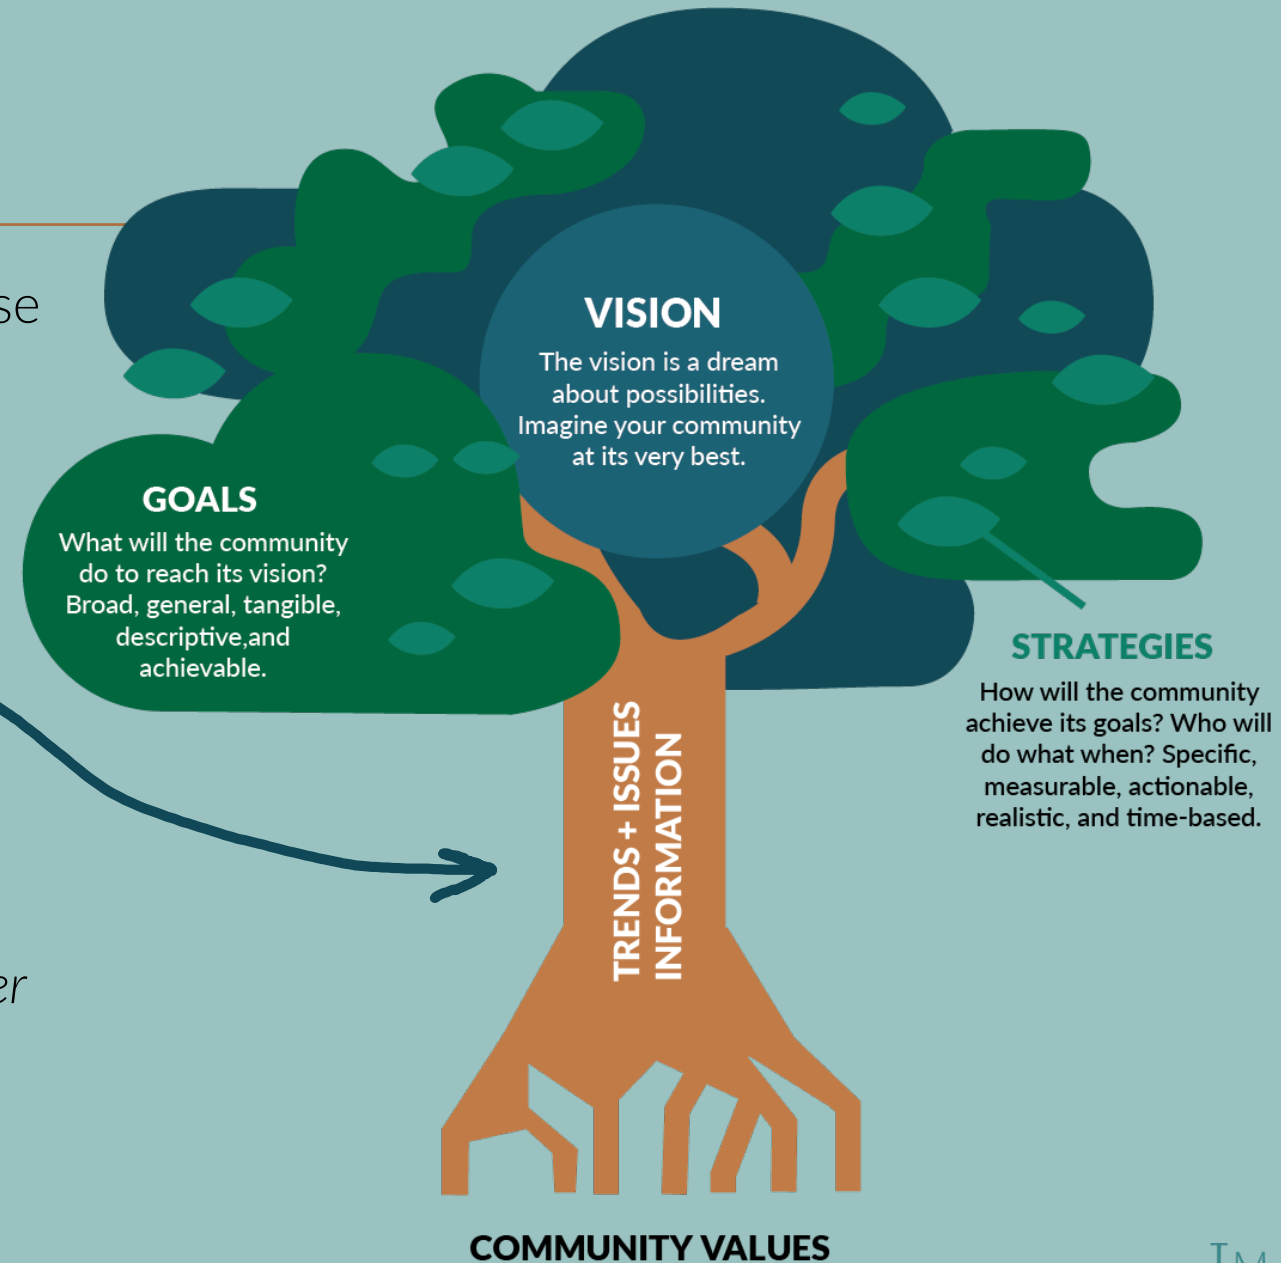 se
VISION
The vision is a dream
about possibilities.
Imagine your community
at its very best.
GOALS
What will the community
do to reach its vision?
Broad, general, tangible,
descriptive,and
achievable.
STRATEGIES
How will the community
achieve its goals? Who will
do what when? Specific,
measurable, actionable,
realistic, and time-based.
TRENDS + ISSUES
INFORMATION
er
COMMUNITY VALUES